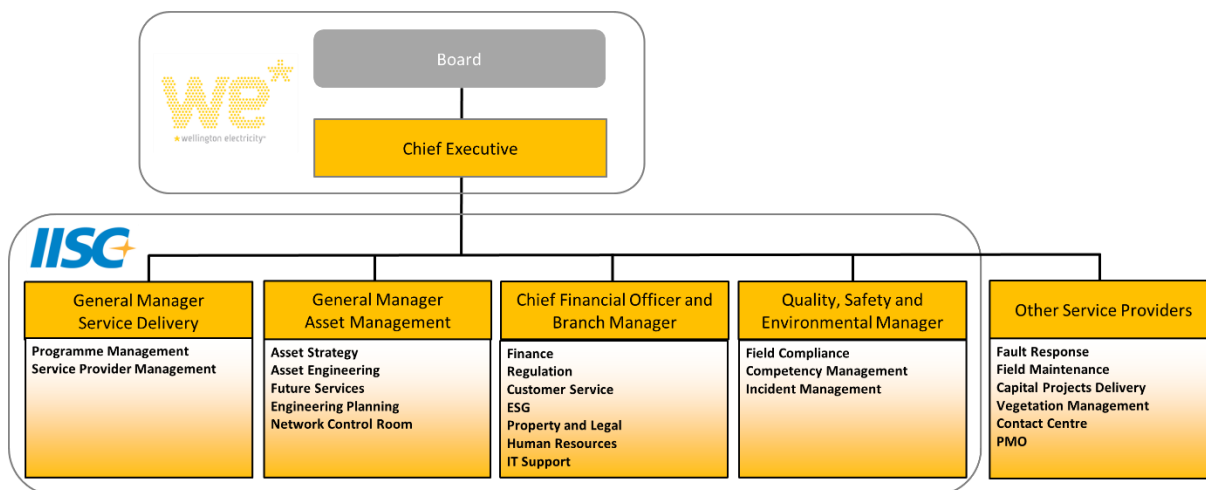 Board
we*
wellington electricity™
Chief Executive
IISC
General Manager
Service Delivery
Programme Management
Service Provider Management
General Manager
Asset Management
Asset Strategy
Asset Engineering
Future Services
Engineering Planning
Network Control Room
Chief Financial Officer and
Branch Manager
Finance
Regulation
Customer Service
ESG
Property and Legal
Human Resources
IT Support
Quality, Safety and
Environmental Manager
Field Compliance
Competency Management
Incident Management
Other Service Providers
Fault Response
Field Maintenance
Capital Projects Delivery
Vegetation Management
Contact Centre
PMO